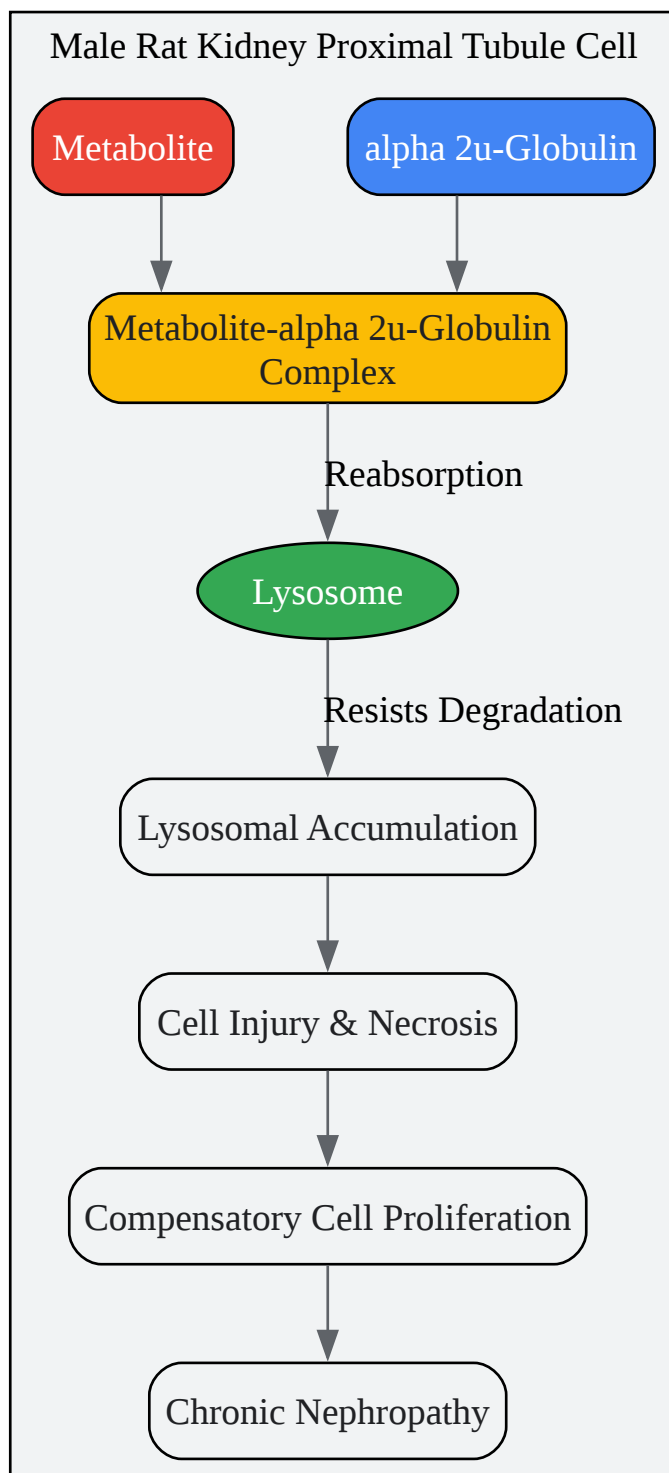 Male Rat Kidney Proximal Tubule Cell
Metabolite
alpha 2u-Globulin
Metabolite-alpha 2u-Globulin
Complex
Reabsorption
Lysosome
Resists Degradation
Lysosomal Accumulation
Cell Injury & Necrosis
Compensatory Cell Proliferation
Chronic Nephropathy